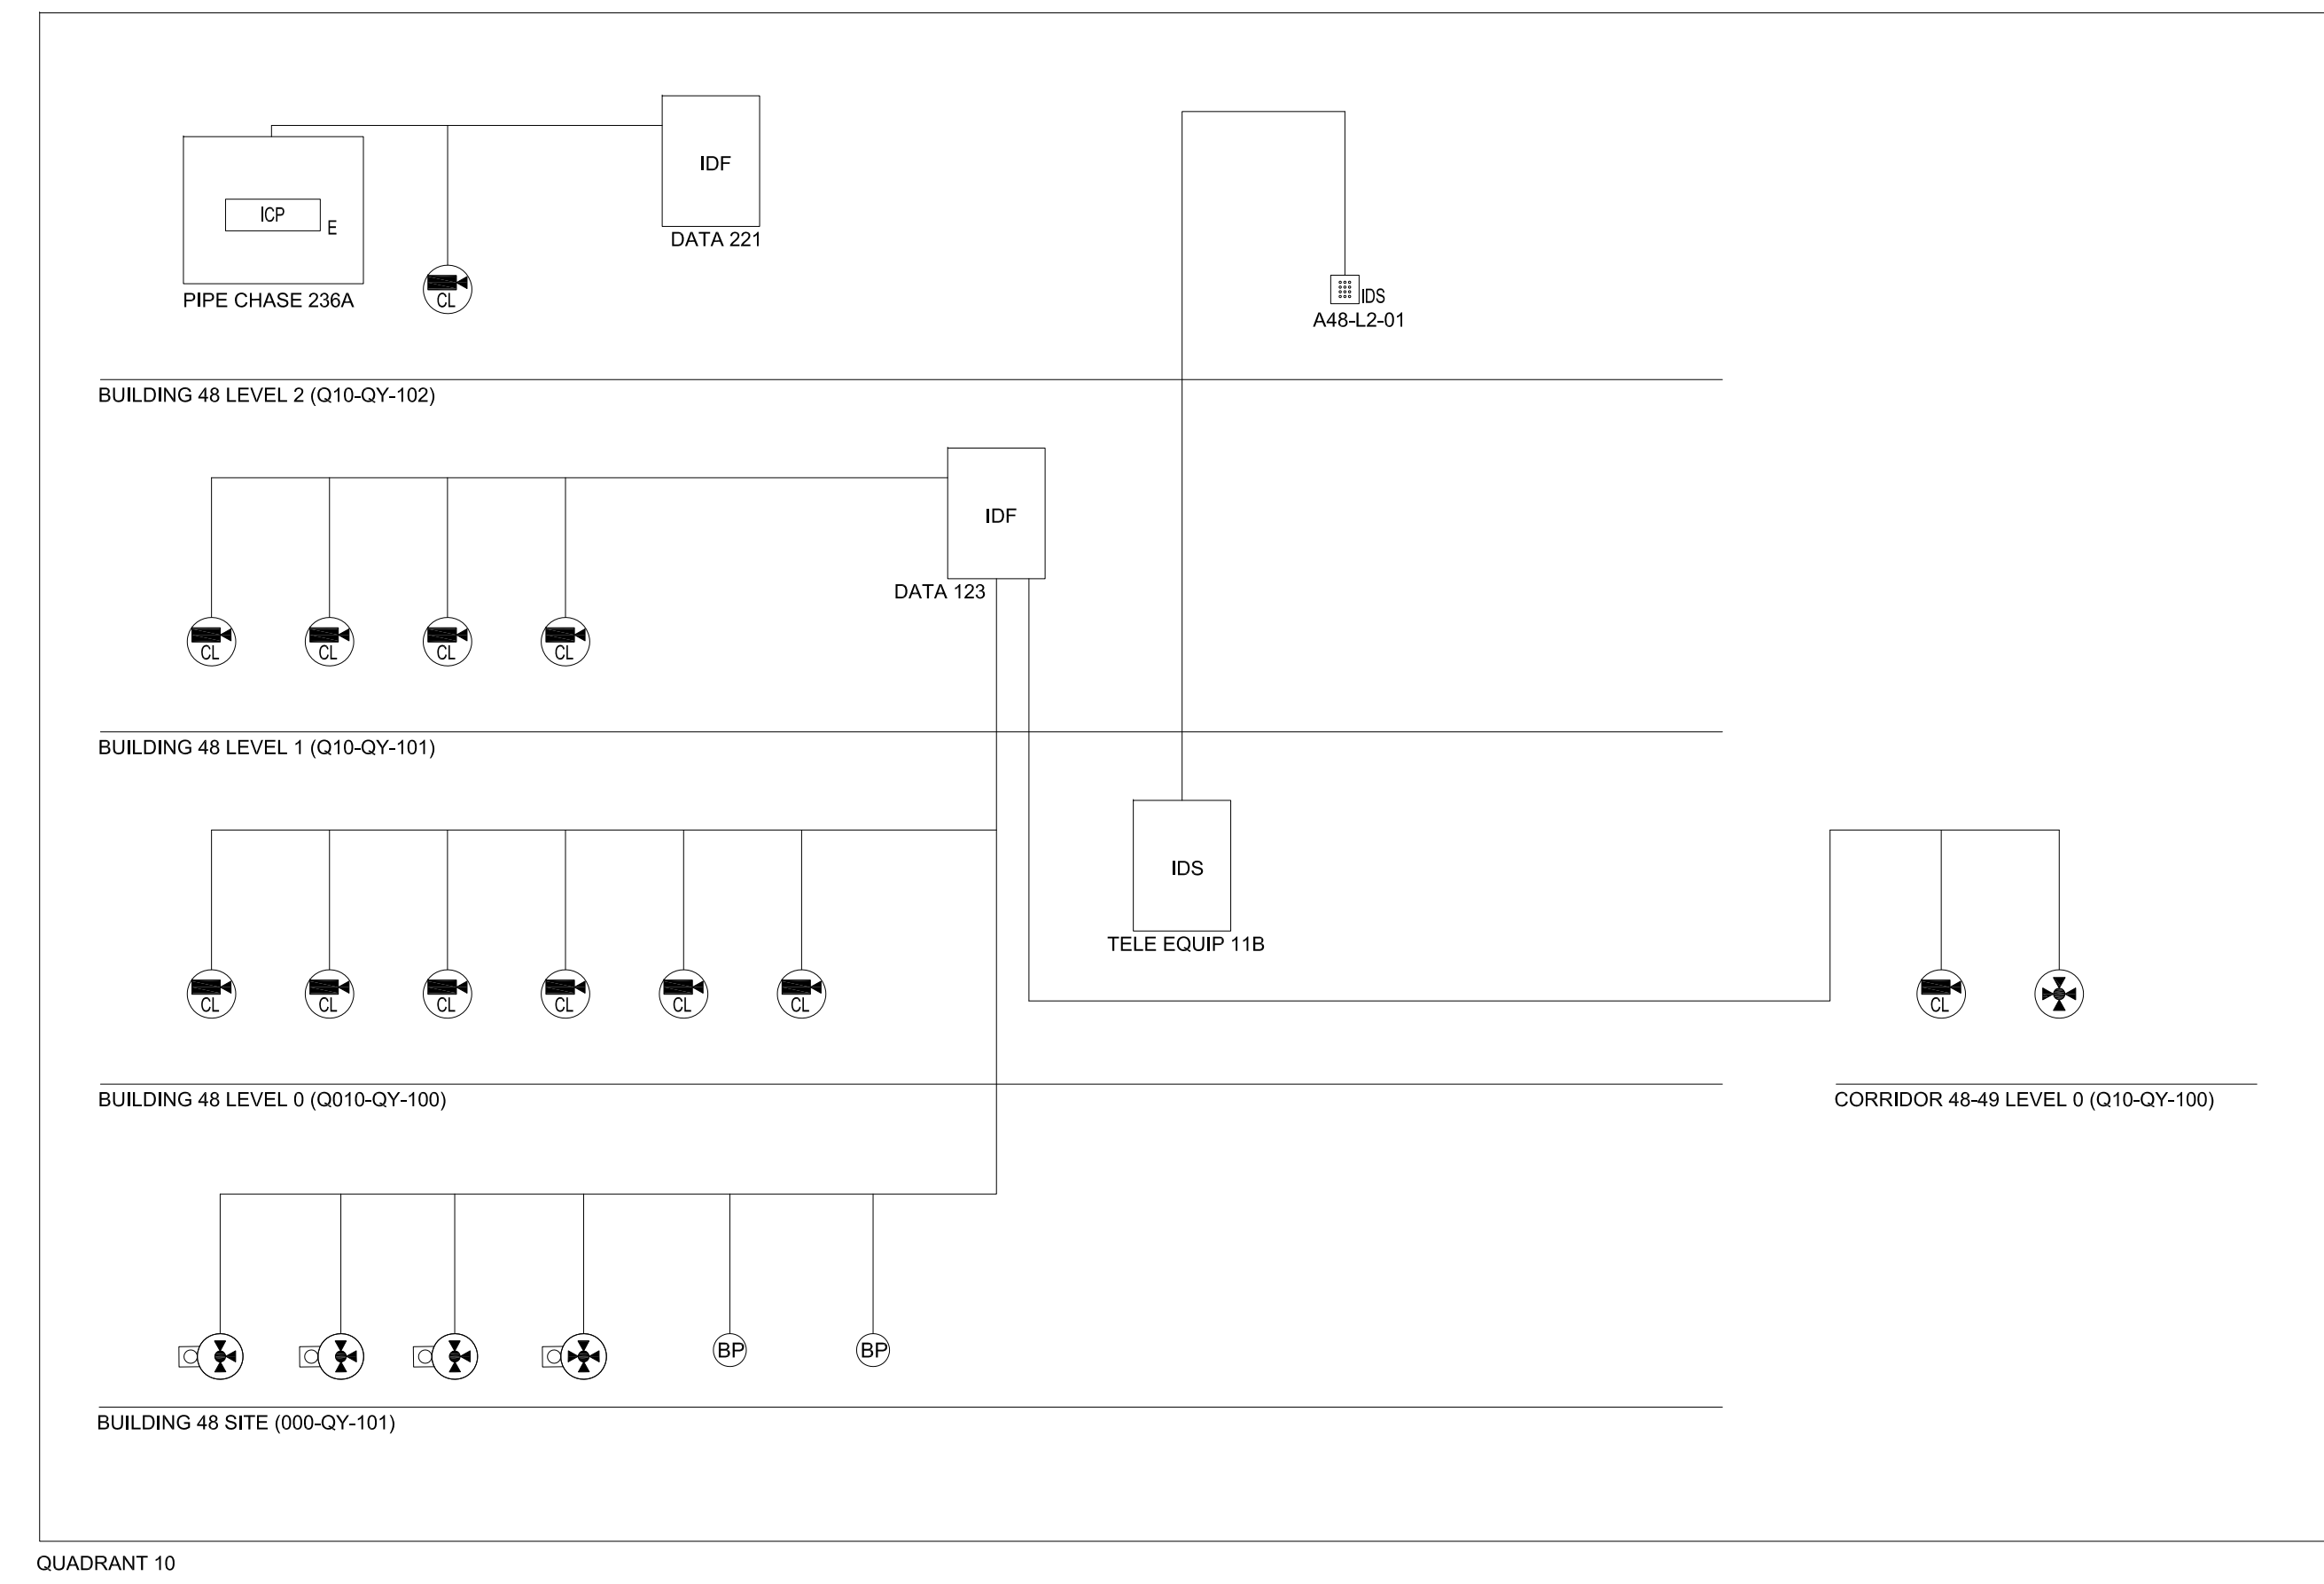 IDF
ICP
E
DATA 221
PIPE CHASE 236A
CL
IDS
A48-L2-01
BUILDING 48 LEVEL 2 (Q10-QY-102)
IDF
DATA 123
CL CL CL CL
BUILDING 48 LEVEL 1 (Q10-QY-101)
IDS
TELE EQUIP 11B
CL CL CL CL CL CL CL
BUILDING 48 LEVEL 0 (Q010-QY-100)
CORRIDOR 48-49 LEVEL 0 (Q10-QY-100)
BP BP
BUILDING 48 SITE (000-QY-101)
QUADRANT 10